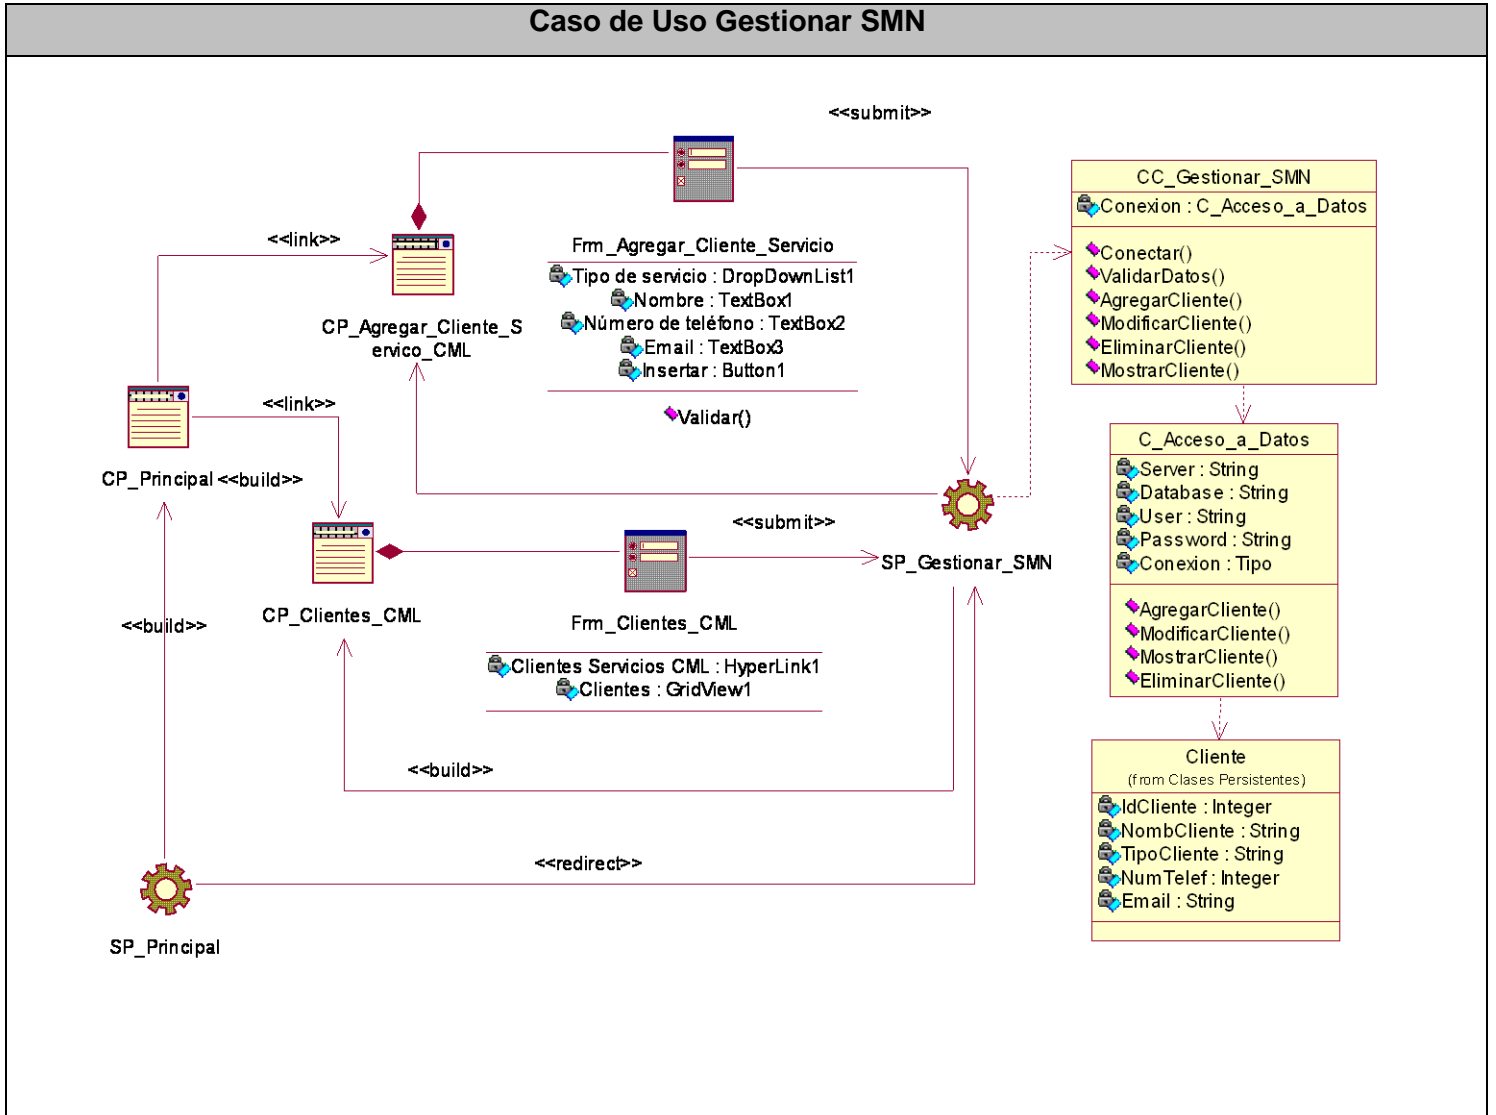 Caso de Uso Gestionar SMN
<<submit>>
<<link>>
Frm_Agregar_Cliente_Servicio
Tipo de servicio : DropDownList1
Nombre : TextBox1
Número de teléfono : TextBox2
Email : TextBox3
Insertar : Button1
Validar()
CP_Agregar_Cliente_S
ervico_CML
CC_Gestionar_SMN
Conexion : C_Acceso_a_Datos
Conectar()
ValidarDatos()
AgregarCliente()
ModificarCliente()
EliminarCliente()
MostrarCliente()
<<link>>
CP_Principal
<<build>>
C_Acceso_a_Datos
Server : String
Database : String
User : String
Password : String
Conexion : Tipo
AgregarCliente()
ModificarCliente()
MostrarCliente()
EliminarCliente()
<<submit>>
SP_Gestionar_SMN
CP_Clientes_CML
<<build>>
Frm_Clientes_CML
Clientes Servicios CML : HyperLink1
Clientes : GridView1
<<build>>
Cliente
(from Clases Persistentes)
IdCliente : Integer
NombCliente : String
TipoCliente : String
NumTelef : Integer
Email : String
<<redirect>>
SP_Principal